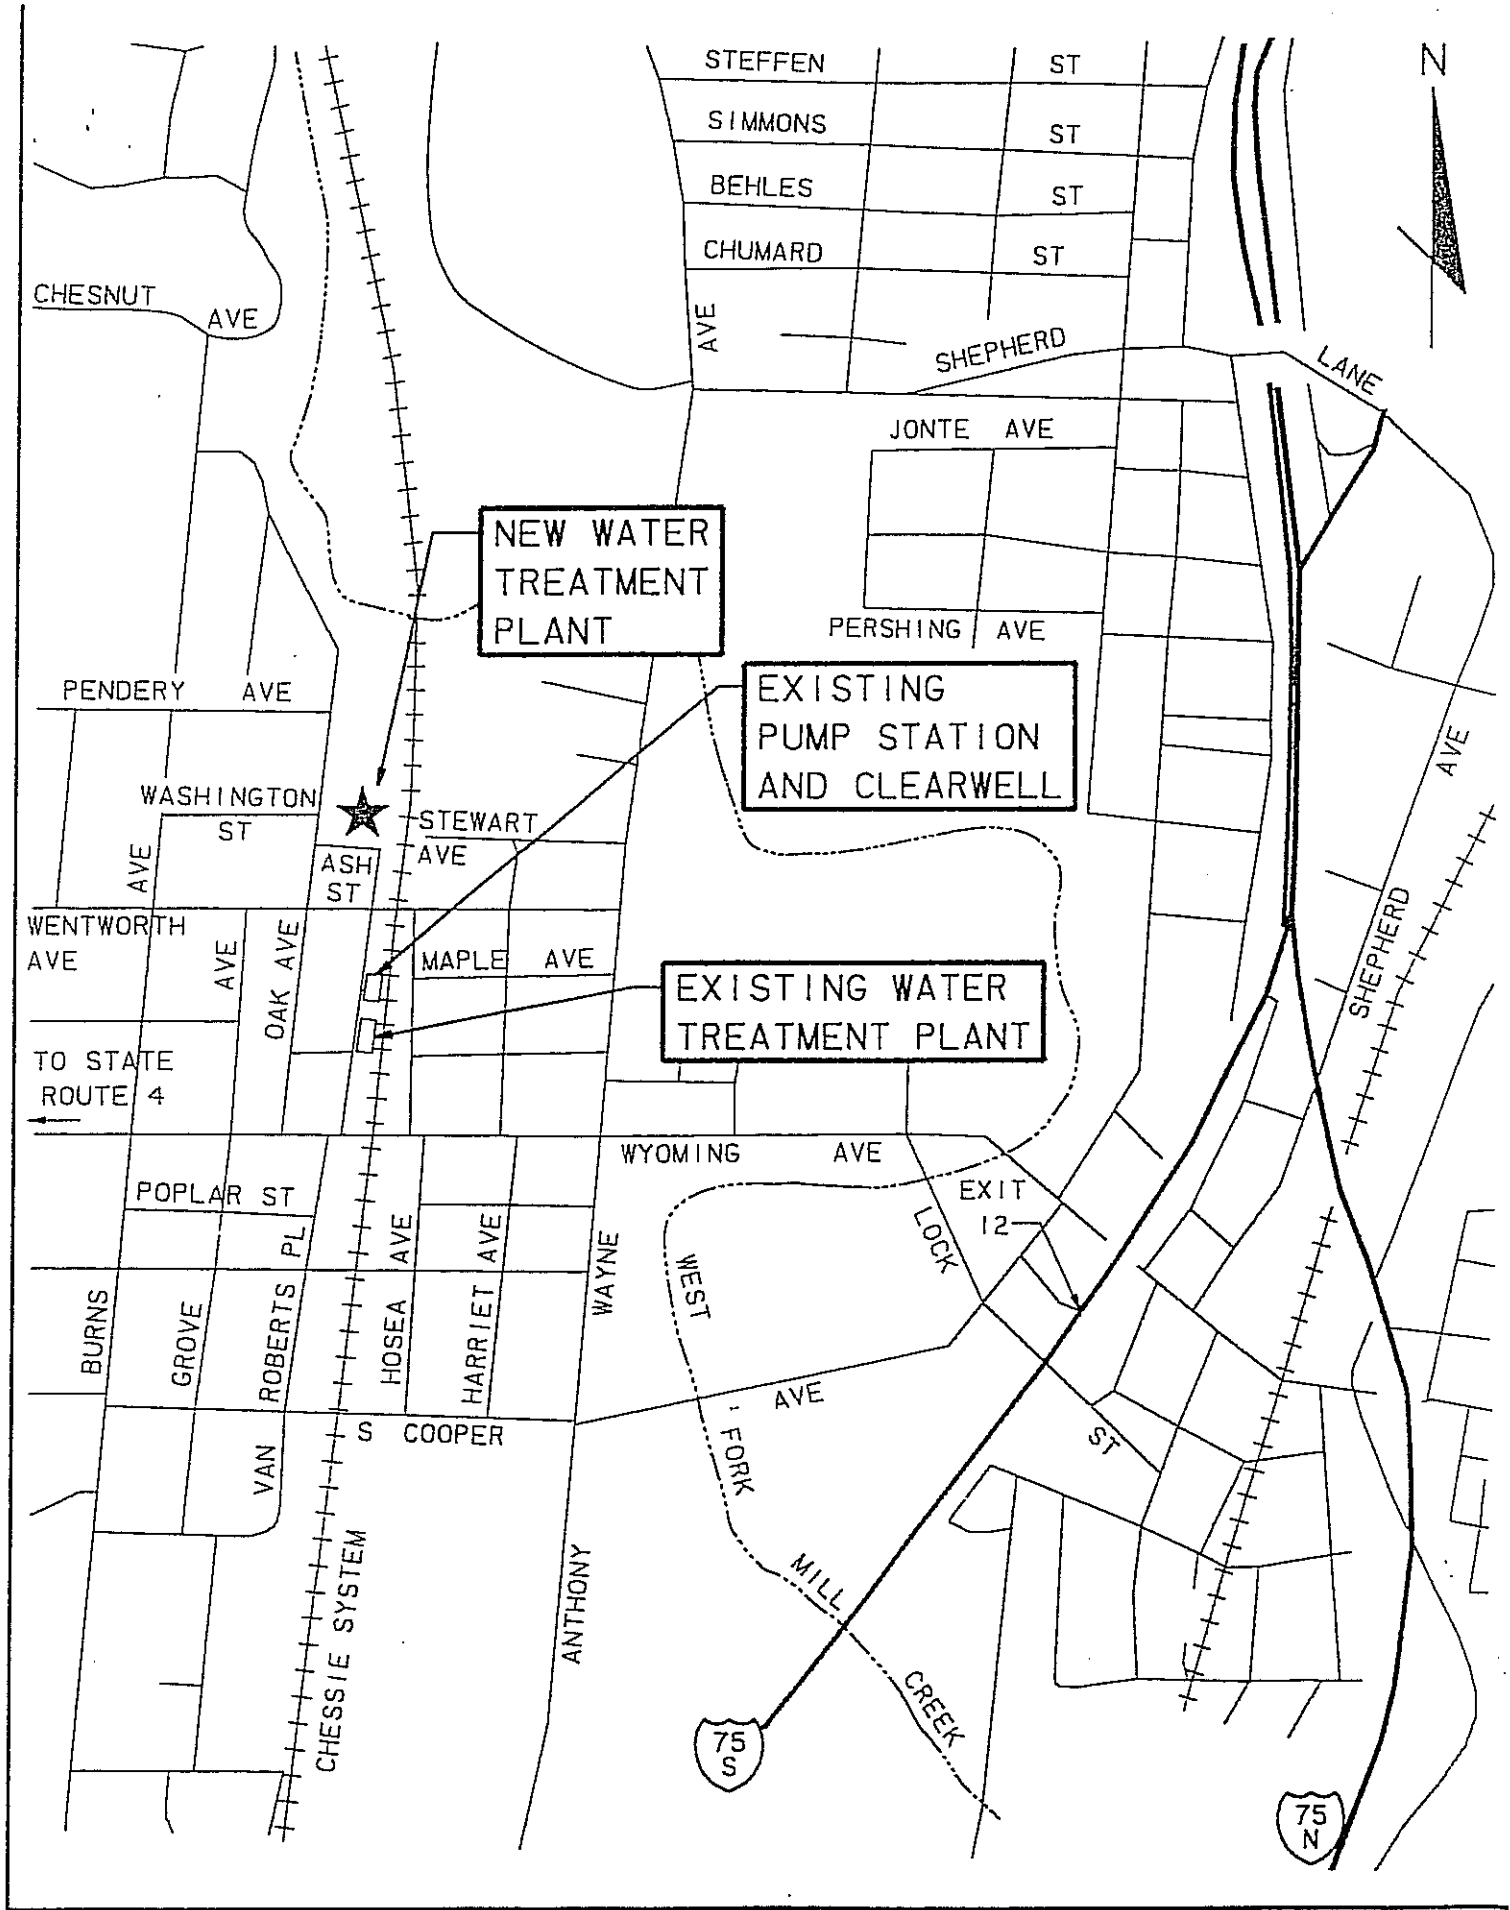 STEFFEN ST
N
SIMMONS ST
BEHLES ST
CHUMARD ST
CHESNUT AVE
AVE
SHEPHERD LANE
JONTE AVE
NEW WATER
TREATMENT
PLANT
PERSHING AVE
PENDERY AVE
EXISTING
PUMP STATION
AND CLEARWELL
WASHINGTON
ST
STEWART
AVE
ASH
ST
AVE
AVE
SHEPHERD
WENTWORTH
AVE
AVE
OAK AVE
MAPLE AVE
EXISTING WATER
TREATMENT PLANT
TO STATE
ROUTE 4
WYOMING AVE
POPLAR ST
EXIT
12
LOCK
ST
BURNS
GROVE
VAN ROBERTS PL
HOSEA AVE
HARRIET AVE
WAYNE
WEST
FORK
MILL
CREEK
S COOPER
AVE
CHESSIE SYSTEM
ANTHONY
75
S
75
N